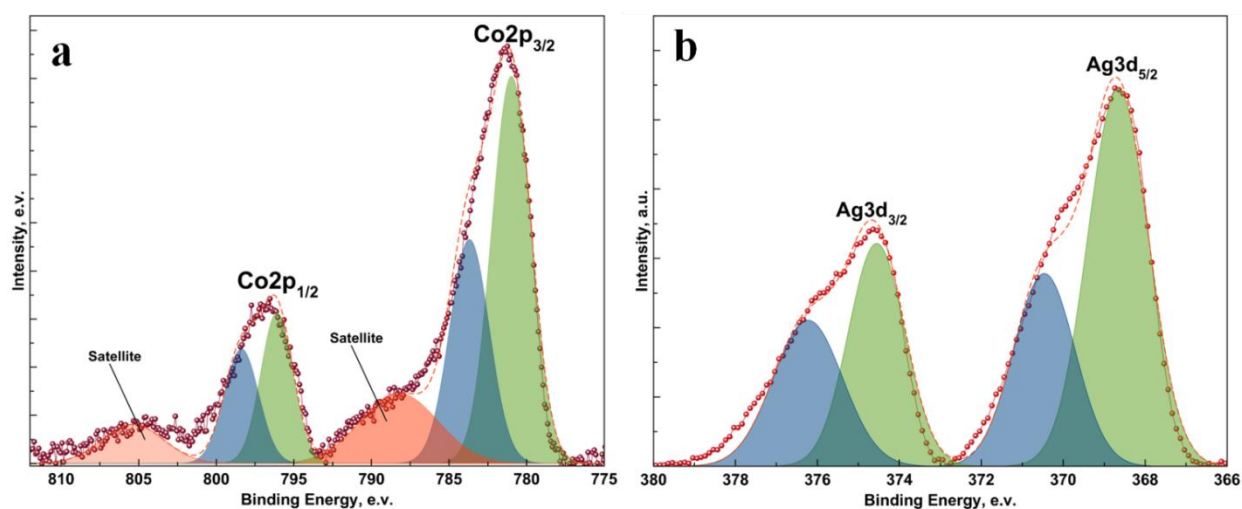 a
Co2p3/2
Co2p1/2
Satellite
Satellite
Intensity, e.v.
810 805 800 795 790 785 780 775
Binding Energy, e.v.
b
Ag3d5/2
Ag3d3/2
Intensity, a.u.
380 378 376 374 372 370 368 366
Binding Energy, e.v.